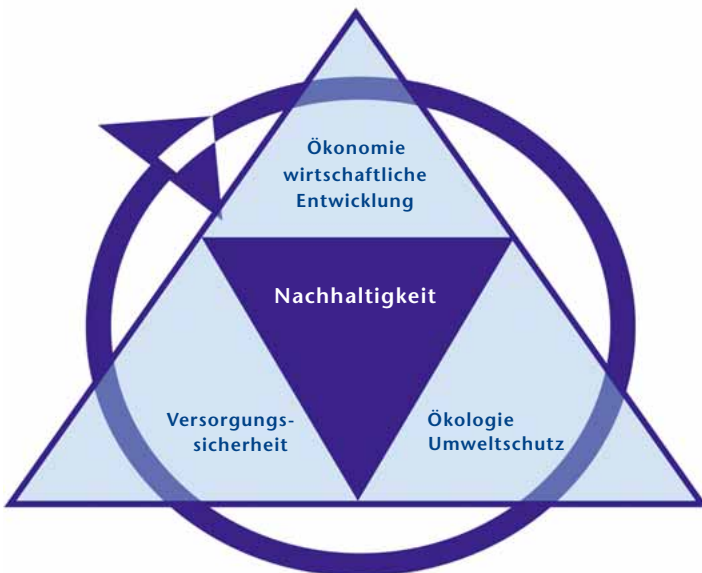 Ökonomie
wirtschaftliche
Entwicklung
Nachhaltigkeit
Versorgungs-
sicherheit
Ökologie
Umweltschutz